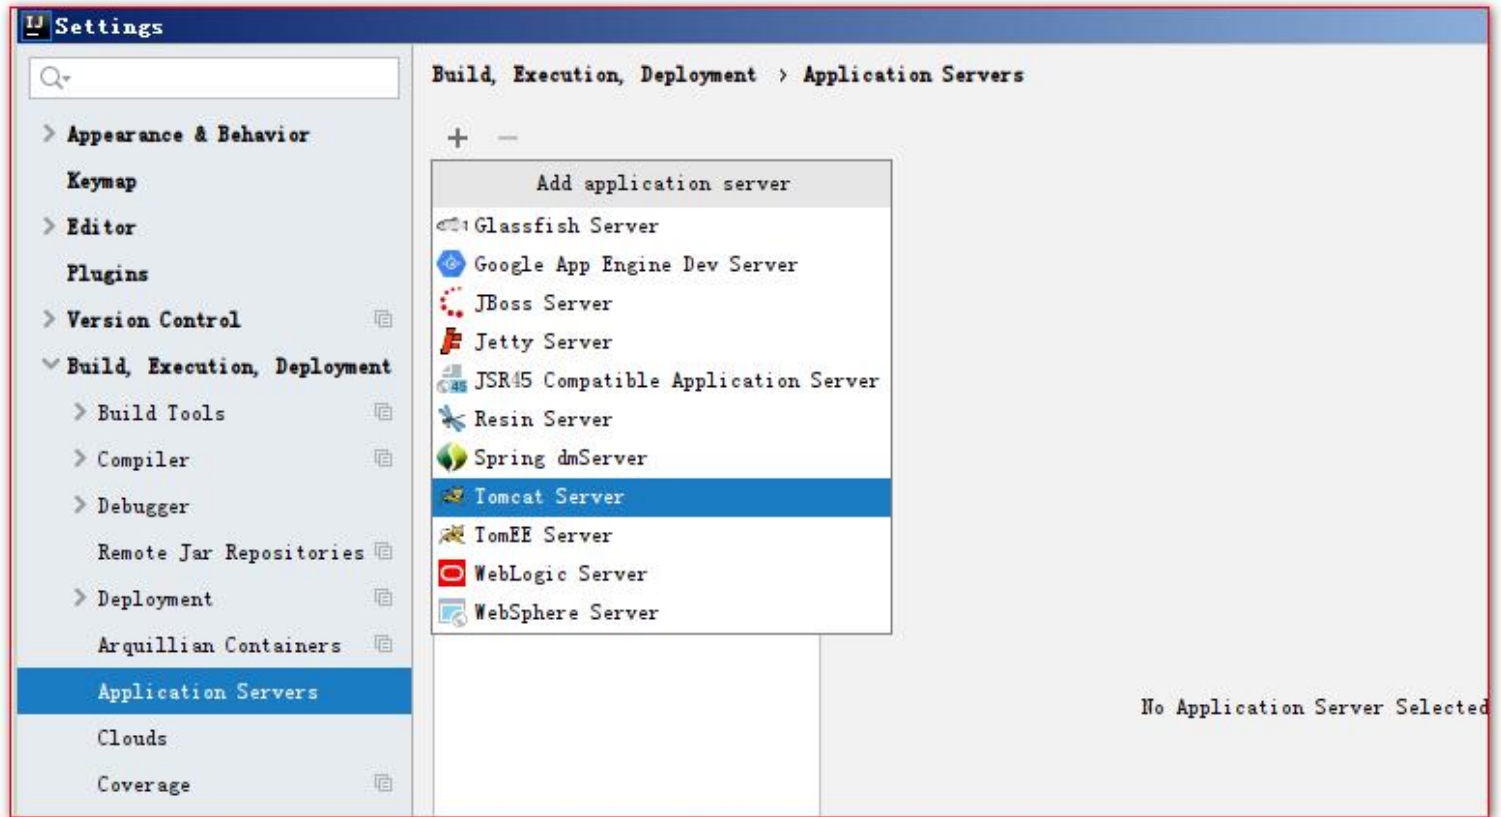 Settings
Build, Execution, Deployment > Application Servers
Appearance & Behavior
Keymap
Editor
Plugins
Version Control
Build, Execution, Deployment
Build Tools
Compiler
Debugger
Remote Jar Repositories
Deployment
Arquillian Containers
Application Servers
Clouds
Coverage
Add application server
Glassfish Server
Google App Engine Dev Server
JBoss Server
Jetty Server
JSR45 Compatible Application Server
Resin Server
Spring dmServer
Tomcat Server
TomEE Server
WebLogic Server
WebSphere Server
No Application Server Selected